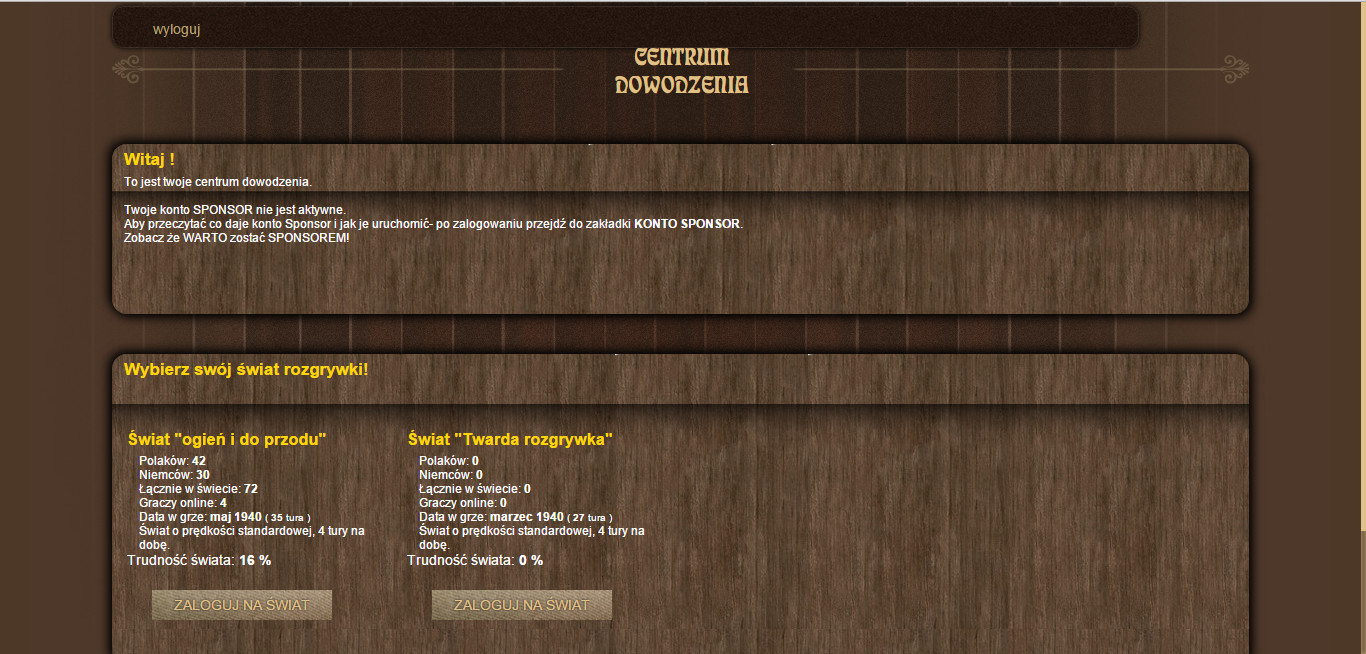 wyloguj
CENTRUM
DOWODZENIA
Witaj !
To jest twoje centrum dowodzenia.
Twoje konto SPONSOR nie jest aktywne.
Aby przeczytać co daje konto Sponsor i jak je uruchomić- po zalogowaniu przejdź do zakładki KONTO SPONSOR.
Zobacz że WARTO zostać SPONSOREM!
Wybierz swój świat rozgrywki!
Świat "ogień i do przodu"
Polaków: 42
Niemców: 30
Łącznie w świecie: 72
Graczy online: 4
Data w grze: maj 1940 ( 35 tura )
Świat o prędkości standardowej, 4 tury na
dobę.
Trudność świata: 16 %
ZALOGUJ NA ŚWIAT
Świat "Twarda rozgrywka"
Polaków: 0
Niemców: 0
Łącznie w świecie: 0
Graczy online: 0
Data w grze: marzec 1940 ( 27 tura )
Świat o prędkości standardowej, 4 tury na
dobę.
Trudność świata: 0 %
ZALOGUJ NA ŚWIAT